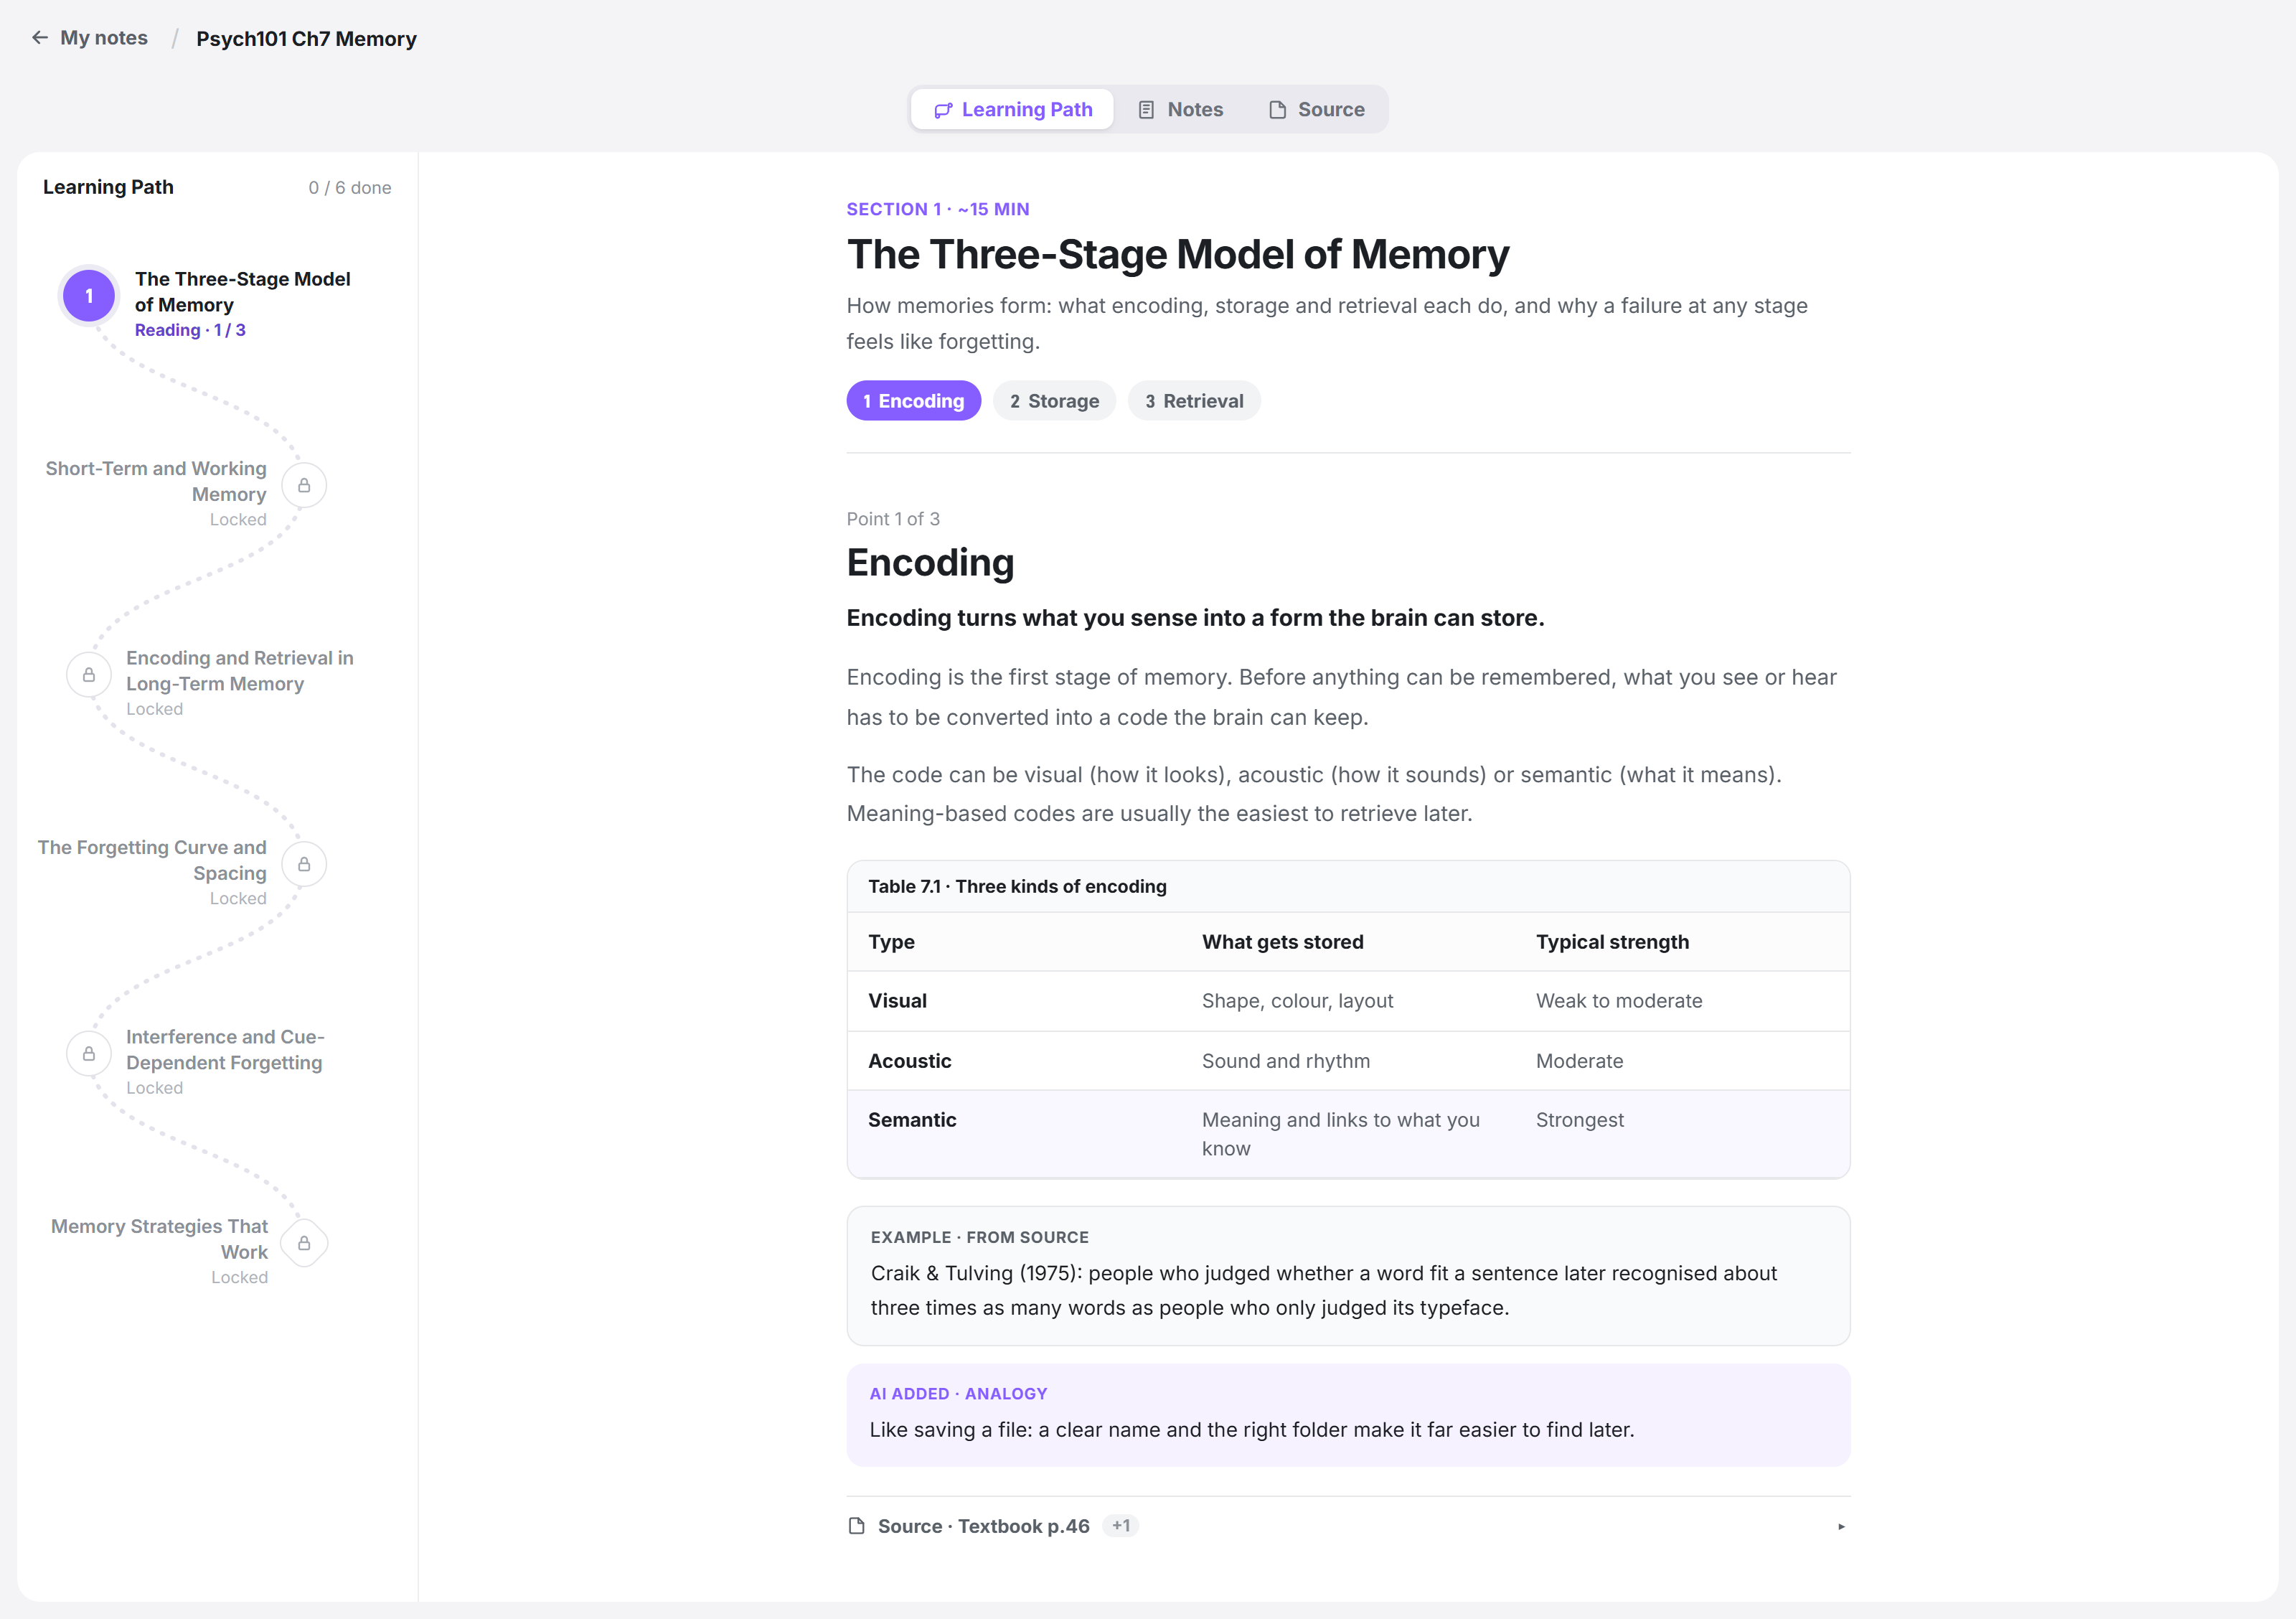 My notes / Psych101 Ch7 Memory
Learning Path
Notes
Source
Learning Path
0 / 6 done
1
The Three-Stage Model
of Memory
Reading · 1 / 3
Short-Term and Working
Memory
Locked
Encoding and Retrieval in
Long-Term Memory
Locked
The Forgetting Curve and
Spacing
Locked
Interference and Cue-
Dependent Forgetting
Locked
Memory Strategies That
Work
Locked
SECTION 1 · ~15 MIN
The Three-Stage Model of Memory
How memories form: what encoding, storage and retrieval each do, and why a failure at any stage
feels like forgetting.
1 Encoding
2 Storage
3 Retrieval
Point 1 of 3
Encoding
Encoding turns what you sense into a form the brain can store.
Encoding is the first stage of memory. Before anything can be remembered, what you see or hear
has to be converted into a code the brain can keep.
The code can be visual (how it looks), acoustic (how it sounds) or semantic (what it means).
Meaning-based codes are usually the easiest to retrieve later.
Table 7.1 · Three kinds of encoding
Type What gets stored Typical strength
Visual Shape, colour, layout Weak to moderate
Acoustic Sound and rhythm Moderate
Semantic Meaning and links to what you Strongest
know
EXAMPLE · FROM SOURCE
Craik & Tulving (1975): people who judged whether a word fit a sentence later recognised about
three times as many words as people who only judged its typeface.
AI ADDED · ANALOGY
Like saving a file: a clear name and the right folder make it far easier to find later.
Source · Textbook p.46 +1